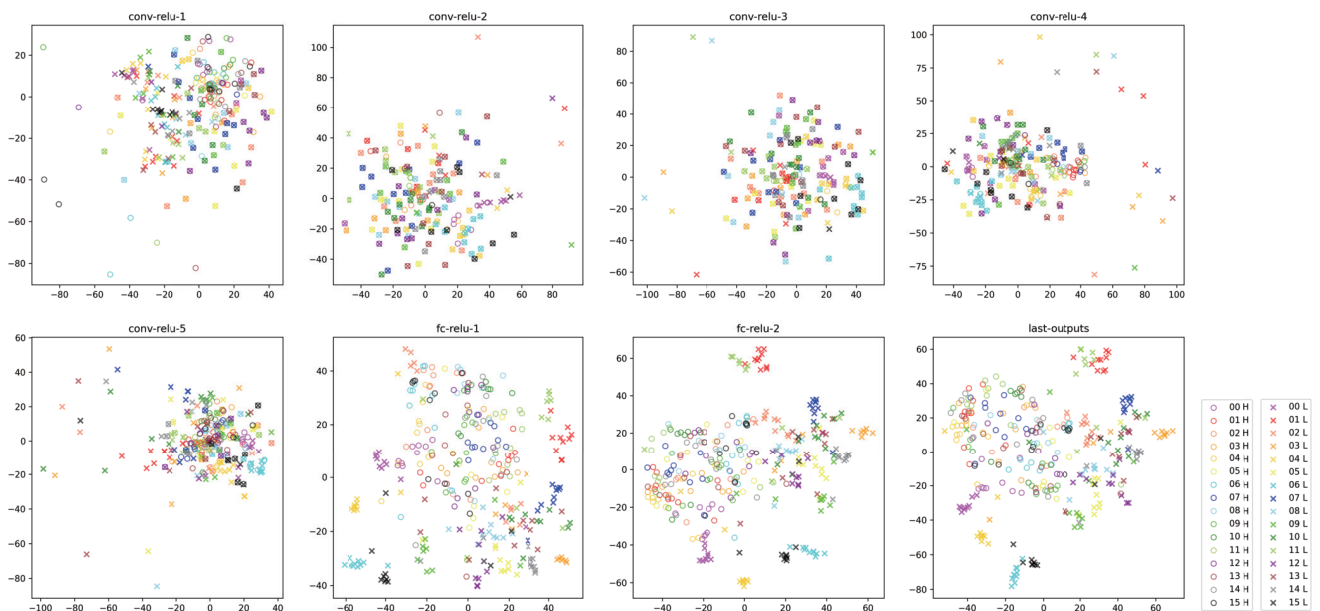 conv-relu-1
20
0
−20
−40
−60
−80
−80 −60 −40 −20 0 20 40
conv-relu-2
100
80
60
40
20
0
−20
−40
−40 −20 0 20 40 60 80
conv-relu-3
80
60
40
20
0
−20
−40
−60
−100 −80 −60 −40 −20 0 20 40
conv-relu-4
100
75
50
25
0
−25
−50
−75
−40 −20 0 20 40 60 80 100
conv-relu-5
60
40
20
0
−20
−40
−60
−80
−100 −80 −60 −40 −20 0 20 40
fc-relu-1
40
20
0
−20
−40
−60 −40 −20 0 20 40
fc-relu-2
60
40
20
0
−20
−40
−60
−40 −20 0 20 40 60
last-outputs
60
40
20
0
−20
−40
−60
−80
−40 −20 0 20 40 60
00 H 00 L
01 H 01 L
02 H 02 L
03 H 03 L
04 H 04 L
05 H 05 L
06 H 06 L
07 H 07 L
08 H 08 L
09 H 09 L
10 H 10 L
11 H 11 L
12 H 12 L
13 H 13 L
14 H 14 L
15 H 15 L